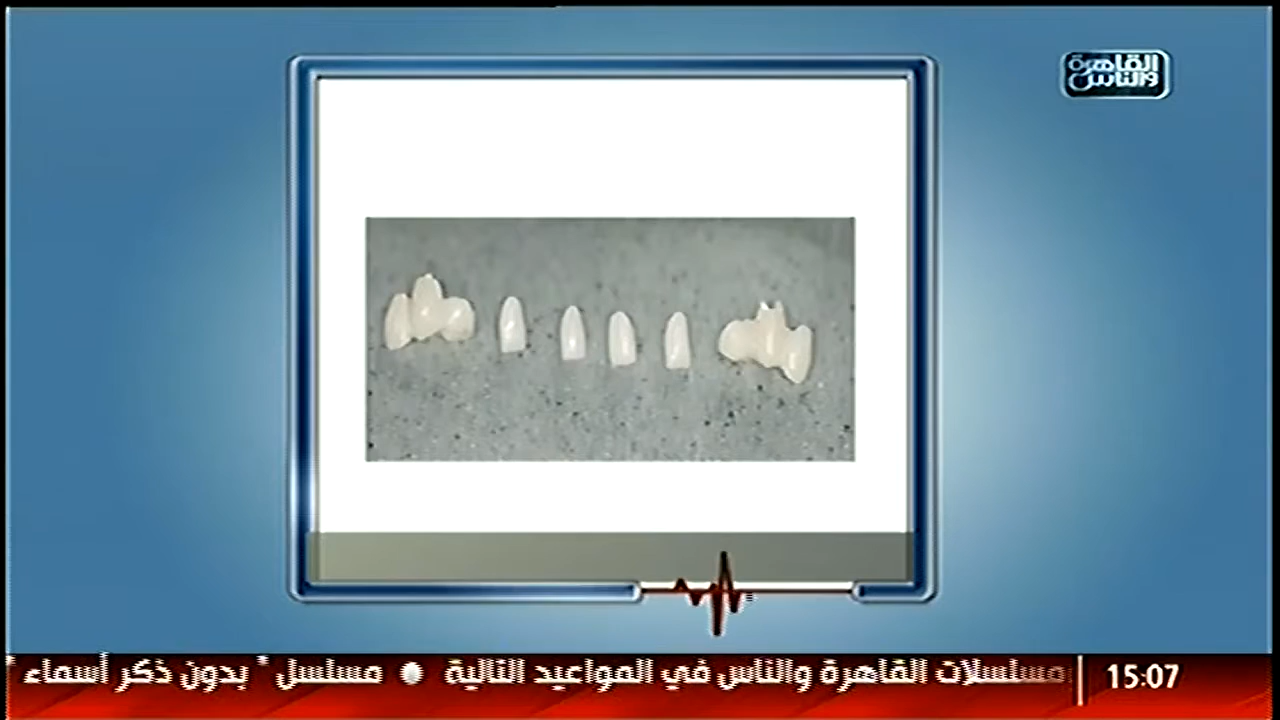 القاهرة
والناس
مسلسلات القاهرة والناس في المواعيد التالية ● مسلسل " بدون ذكر أسماء "
15:07